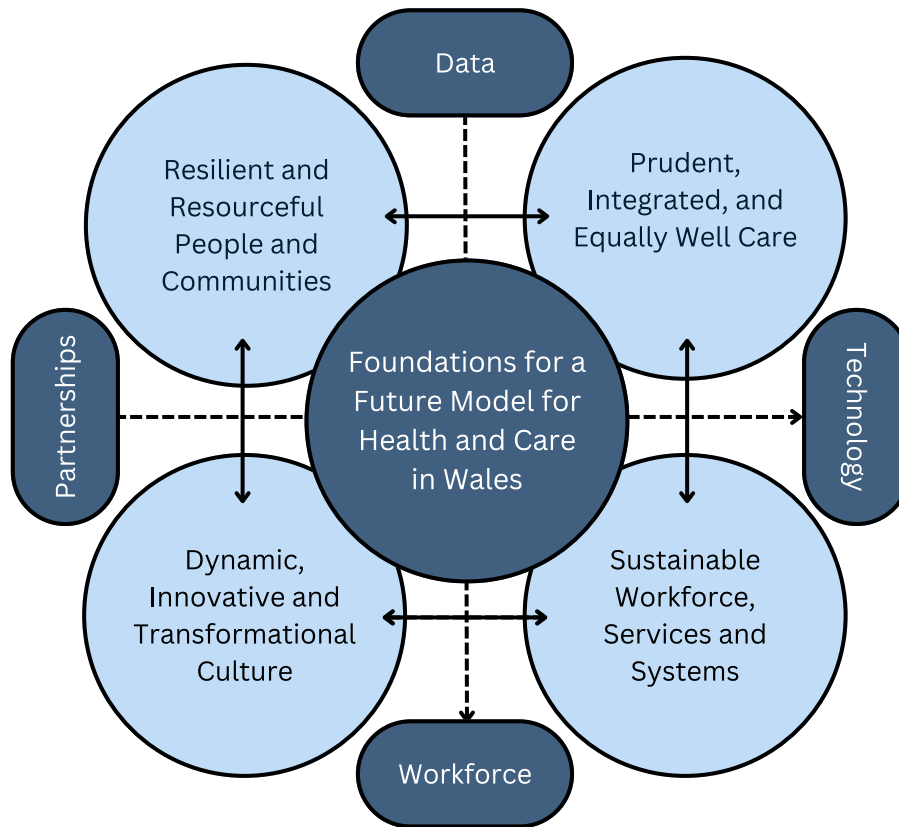 Data
Resilient and
Resourceful
People and
Communities
Prudent,
Integrated, and
Equally Well Care
Partnerships
Foundations for a
Future Model for
Health and Care
in Wales
Technology
Dynamic,
Innovative and
Transformational
Culture
Sustainable
Workforce,
Services and
Systems
Workforce